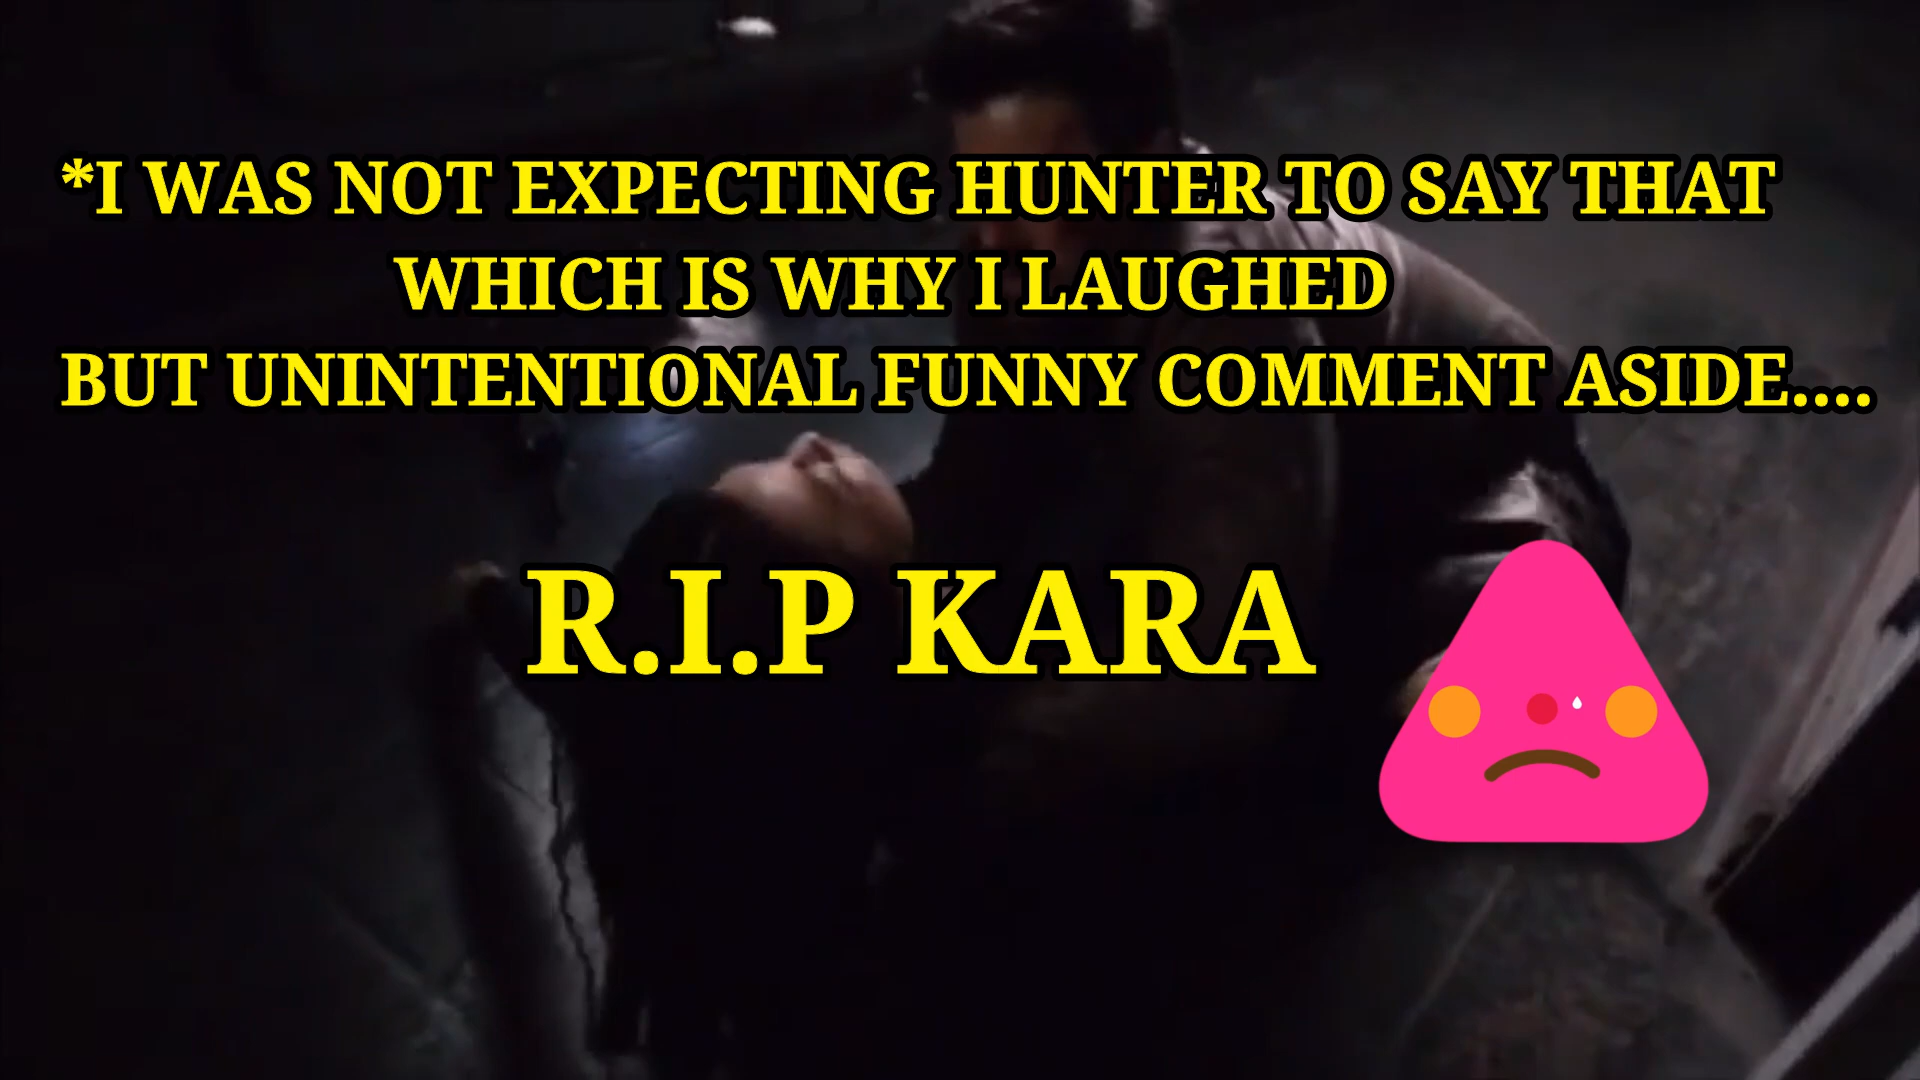 *I WAS NOT EXPECTING HUNTER TO SAY THAT
WHICH IS WHY I LAUGHED
BUT UNINTENTIONAL FUNNY COMMENT ASIDE....
R.I.P KARA